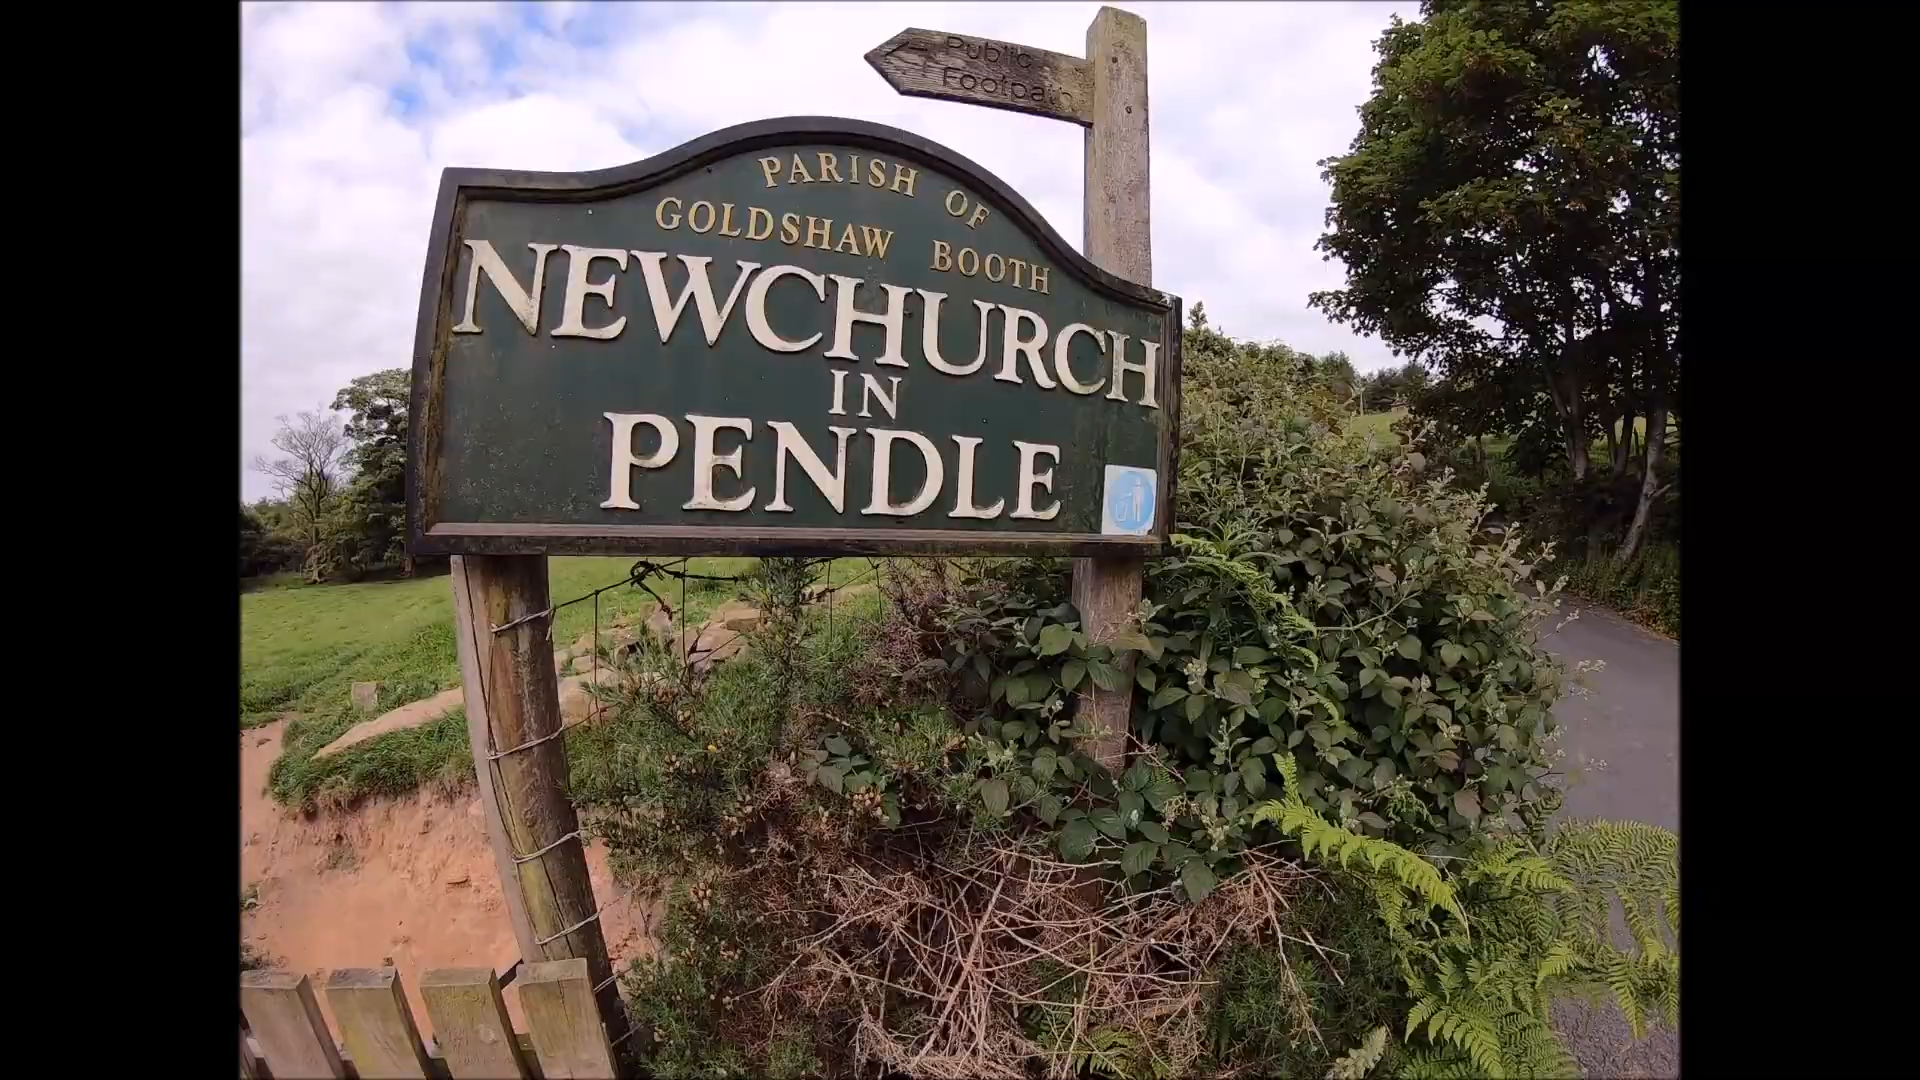 Public
Footpath
PARISH OF
GOLDSHAW BOOTH
NEWCHURCH
IN
PENDLE